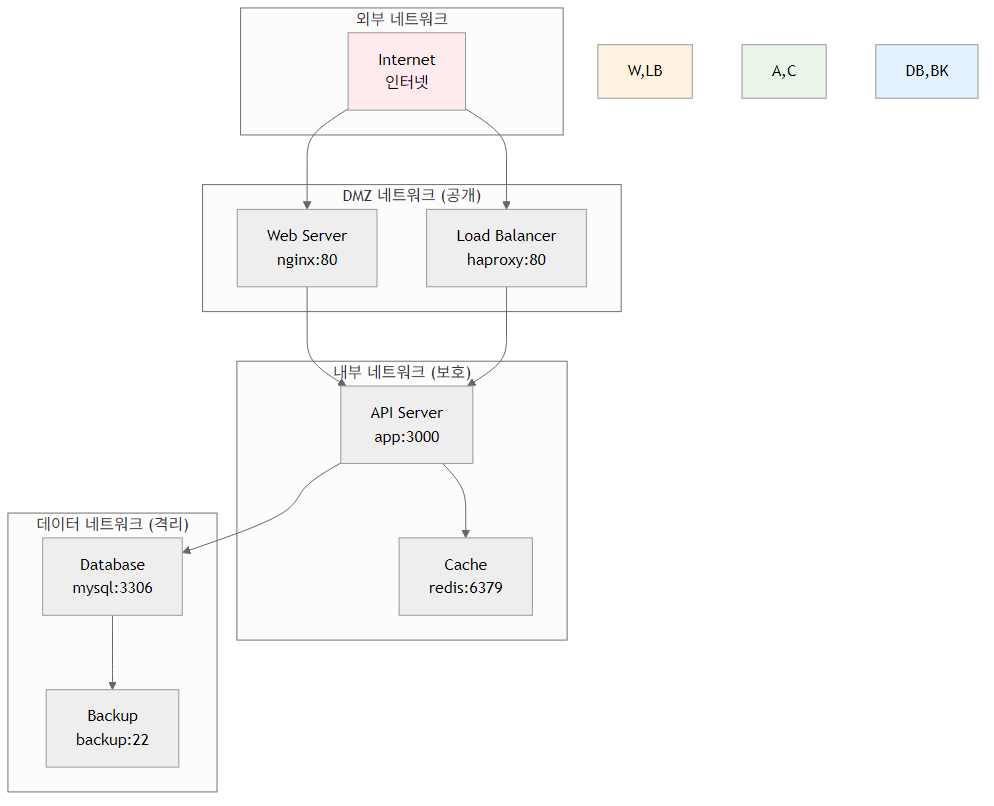 외부 네트워크
Internet
인터넷
W,LB
A,C
DB,BK
DMZ 네트워크 (공개)
Web Server
nginx:80
Load Balancer
haproxy:80
내부 네트워크 (보호)
API Server
app:3000
데이터 네트워크 (격리)
Database
mysql:3306
Cache
redis:6379
Backup
backup:22